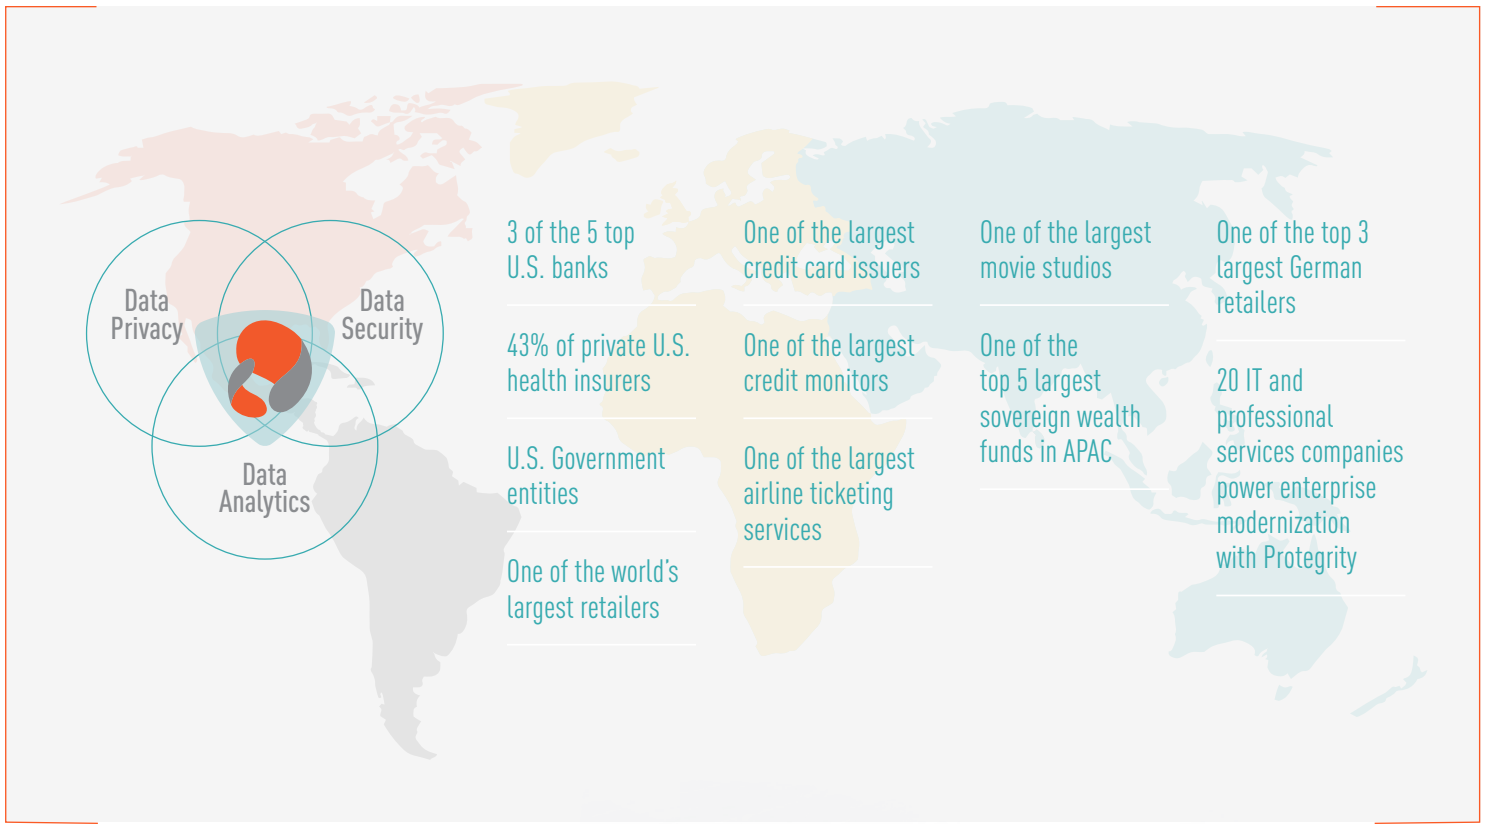 Data
Privacy
Data
Security
Data
Analytics
3 of the 5 top
U.S. banks
43% of private U.S.
health insurers
U.S. Government
entities
One of the world’s
largest retailers
One of the largest
credit card issuers
One of the largest
credit monitors
One of the largest
airline ticketing
services
One of the largest
movie studios
One of the
top 5 largest
sovereign wealth
funds in APAC
One of the top 3
largest German
retailers
20 IT and
professional
services companies
power enterprise
modernization
with Protegrity